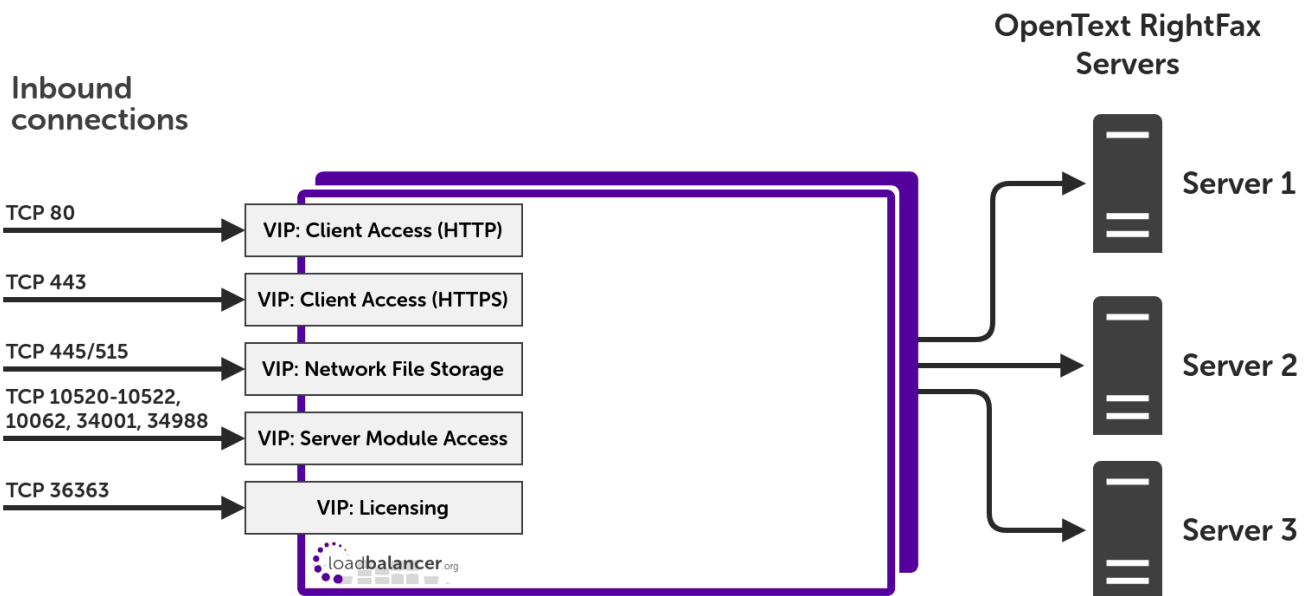 OpenText RightFax
Servers
Inbound
connections
Server 1
TCP 80
VIP: Client Access (HTTP)
TCP 443
VIP: Client Access (HTTPS)
TCP 445/515
VIP: Network File Storage
Server 2
TCP 10520-10522,
10062, 34001, 34988
VIP: Server Module Access
TCP 36363
VIP: Licensing
Server 3
loadbalancer.org